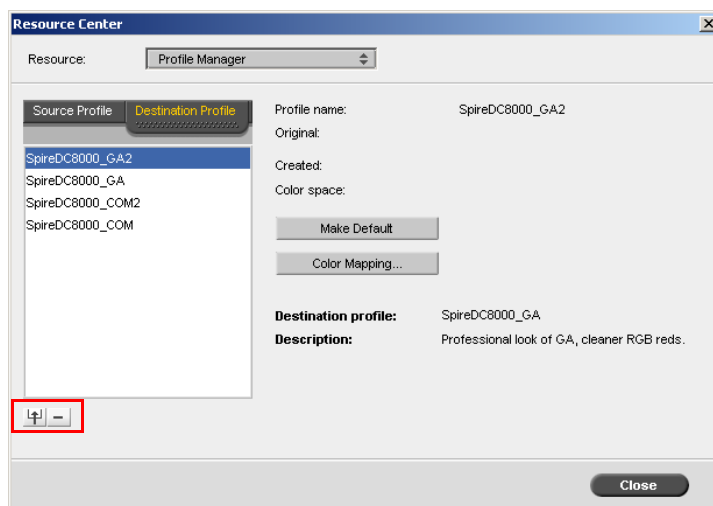 Resource Center
Resource: Profile Manager
Source Profile Destination Profile
SpireDC8000_GA2
SpireDC8000_GA
SpireDC8000_COM2
SpireDC8000_COM
Profile name: SpireDC8000_GA2
Original:
Created:
Color space:
Make Default
Color Mapping...
Destination profile: SpireDC8000_GA
Description: Professional look of GA, cleaner RGB reds.
Close